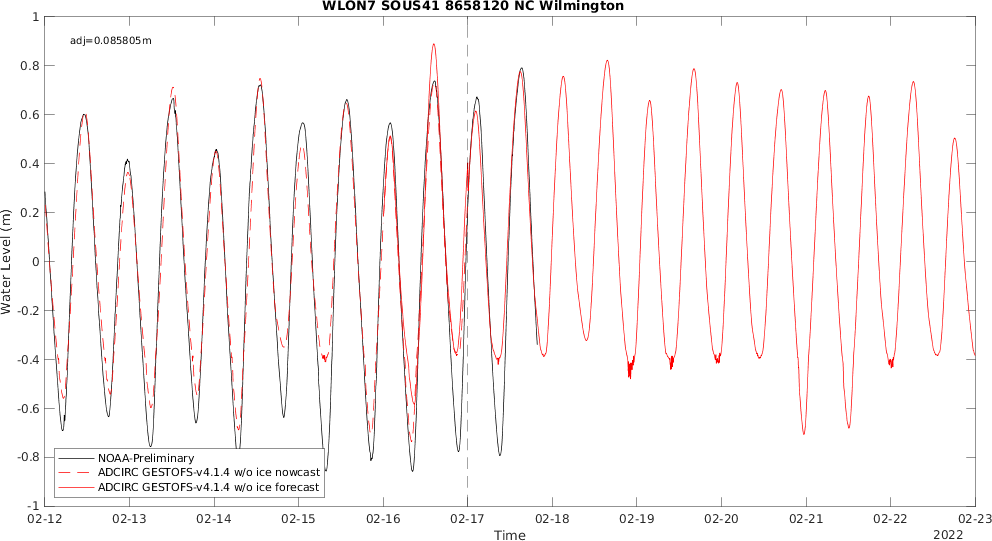 WLON7 SOUS41 8658120 NC Wilmington
adj=0.085805m
1
0.8
0.6
0.4
0.2
0
-0.2
-0.4
-0.6
-0.8
-1
Water Level (m)
NOAA-Preliminary
ADCIRC GESTOFS-v4.1.4 w/o ice nowcast
ADCIRC GESTOFS-v4.1.4 w/o ice forecast
02-12 02-13 02-14 02-15 02-16 02-17 02-18 02-19 02-20 02-21 02-22 02-23
Time
2022